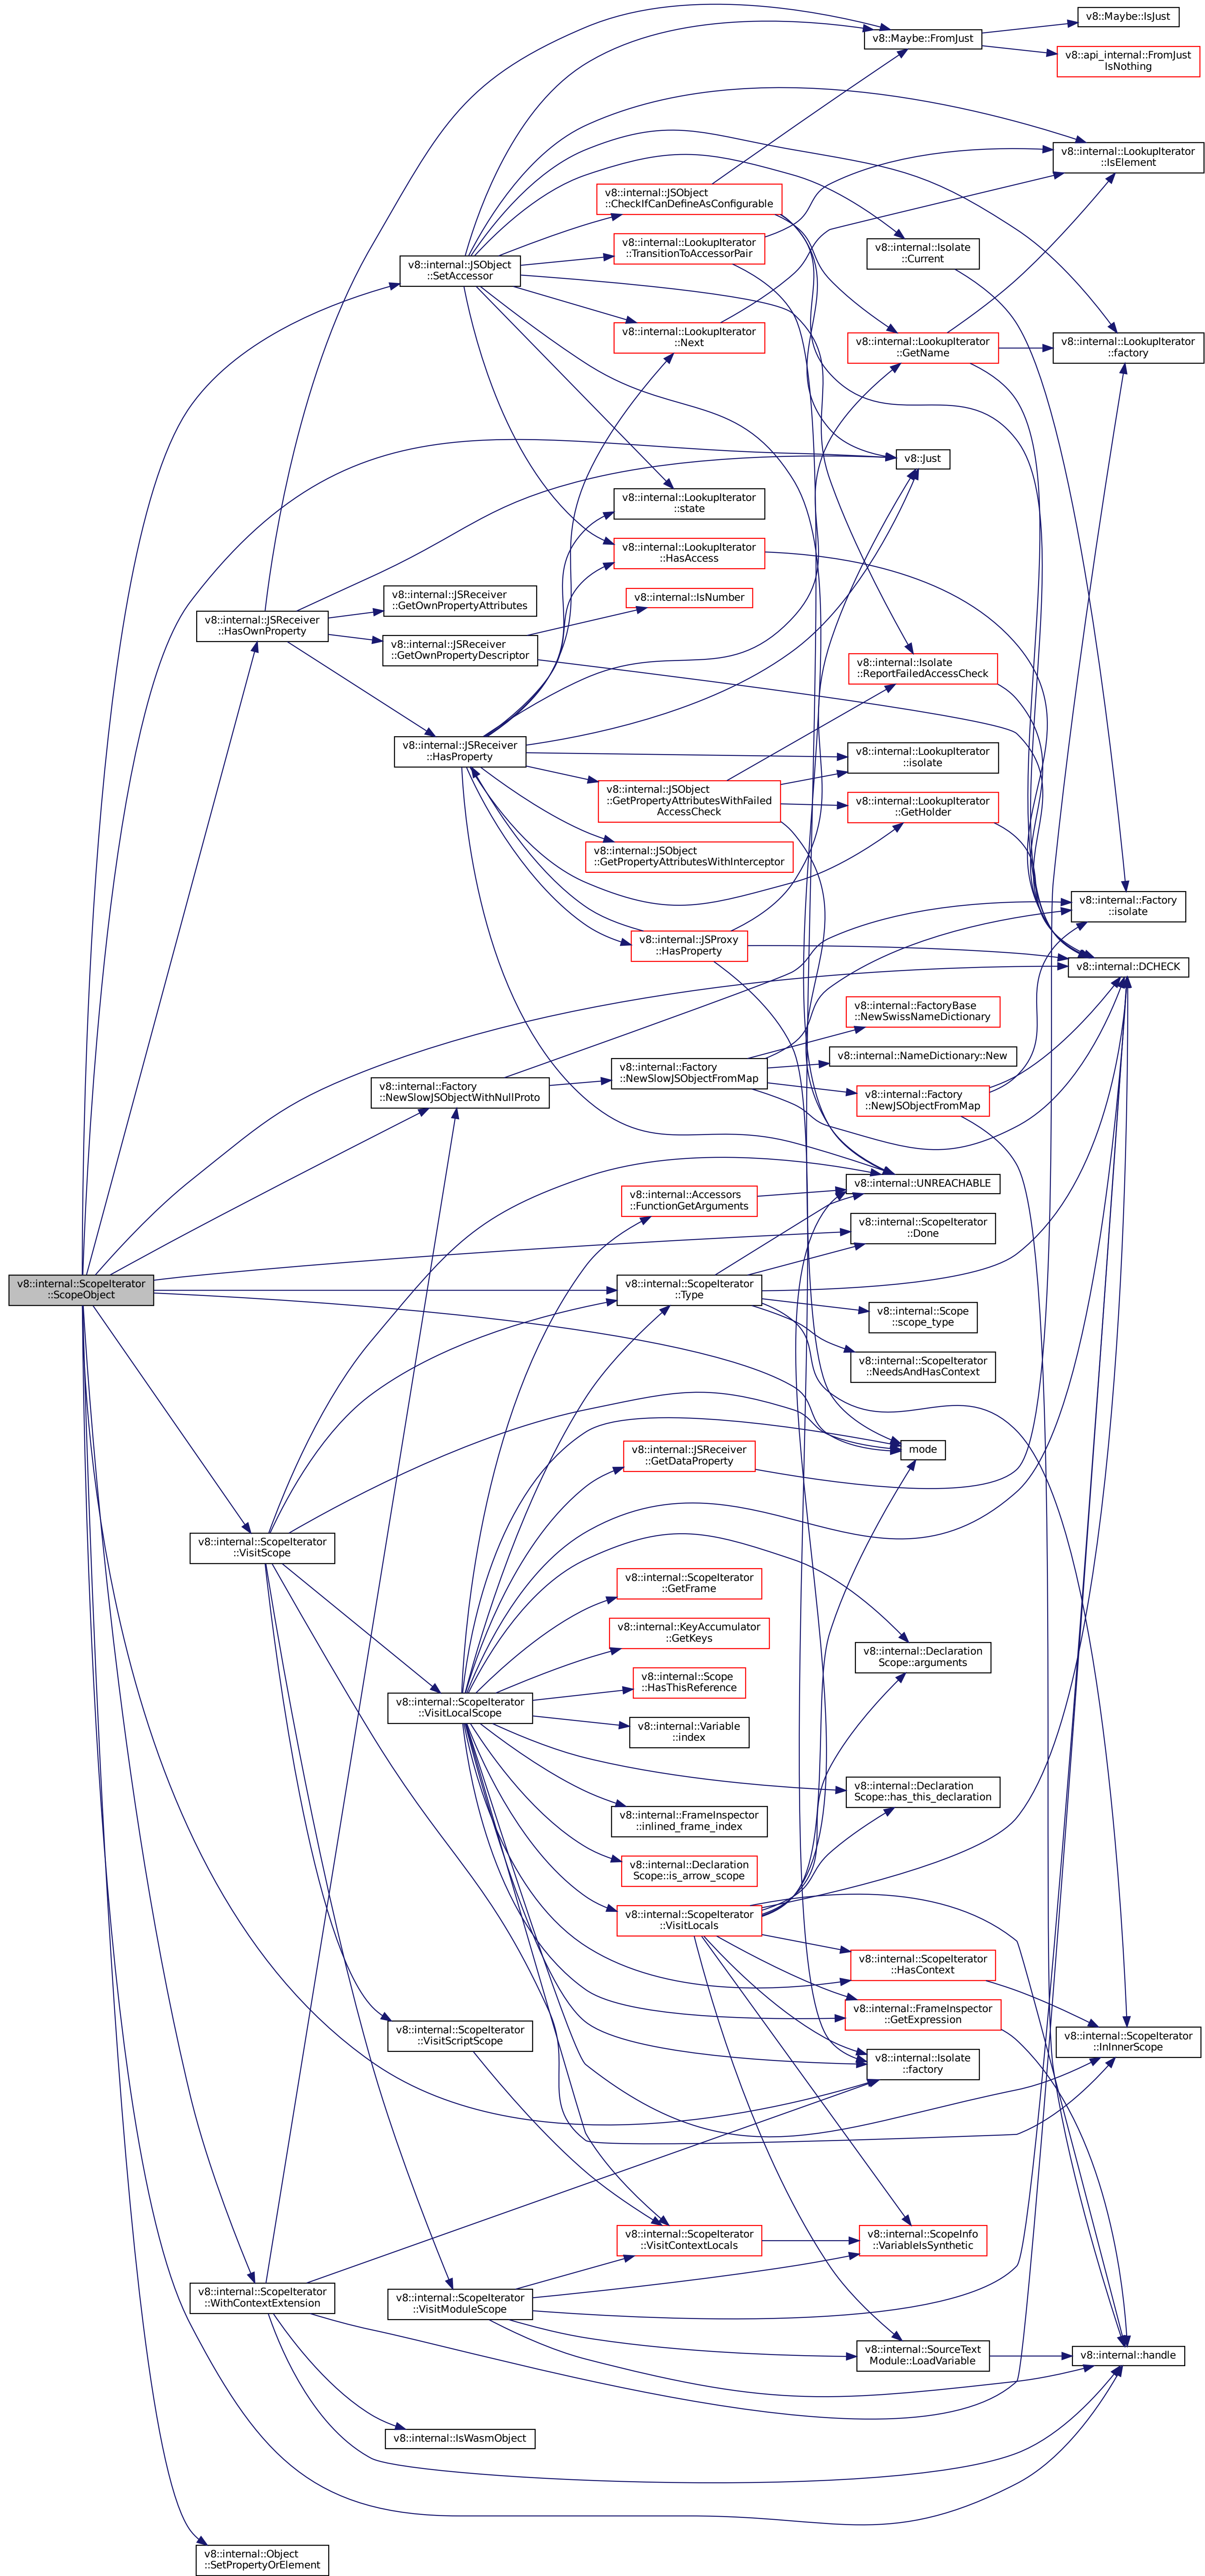 v8::Maybe::IsJust
v8::Maybe::FromJust
v8::api_internal::FromJust
IsNothing
v8::internal::LookupIterator
::IsElement
v8::internal::JSObject
::CheckIfCanDefineAsConfigurable
v8::internal::LookupIterator
::TransitionToAccessorPair
v8::internal::Isolate
::Current
v8::internal::JSObject
::SetAccessor
v8::internal::LookupIterator
::Next
v8::internal::LookupIterator
::GetName
v8::internal::LookupIterator
::factory
v8::Just
v8::internal::LookupIterator
::state
v8::internal::LookupIterator
::HasAccess
v8::internal::JSReceiver
::GetOwnPropertyAttributes
v8::internal::IsNumber
v8::internal::JSReceiver
::HasOwnProperty
v8::internal::JSReceiver
::GetOwnPropertyDescriptor
v8::internal::Isolate
::ReportFailedAccessCheck
v8::internal::JSReceiver
::HasProperty
v8::internal::LookupIterator
::isolate
v8::internal::JSObject
::GetPropertyAttributesWithFailed
AccessCheck
v8::internal::LookupIterator
::GetHolder
v8::internal::JSObject
::GetPropertyAttributesWithInterceptor
v8::internal::Factory
::isolate
v8::internal::JSProxy
::HasProperty
v8::internal::DCHECK
v8::internal::FactoryBase
::NewSwissNameDictionary
v8::internal::NameDictionary::New
v8::internal::Factory
::NewSlowJSObjectFromMap
v8::internal::Factory
::NewSlowJSObjectWithNullProto
v8::internal::Factory
::NewJSObjectFromMap
v8::internal::UNREACHABLE
v8::internal::Accessors
::FunctionGetArguments
v8::internal::ScopeIterator
::Done
v8::internal::ScopeIterator
::ScopeObject
v8::internal::ScopeIterator
::Type
v8::internal::Scope
::scope_type
v8::internal::ScopeIterator
::NeedsAndHasContext
mode
v8::internal::JSReceiver
::GetDataProperty
v8::internal::ScopeIterator
::VisitScope
v8::internal::ScopeIterator
::GetFrame
v8::internal::KeyAccumulator
::GetKeys
v8::internal::Declaration
Scope::arguments
v8::internal::Scope
::HasThisReference
v8::internal::ScopeIterator
::VisitLocalScope
v8::internal::Variable
::index
v8::internal::Declaration
Scope::has_this_declaration
v8::internal::FrameInspector
::inlined_frame_index
v8::internal::Declaration
Scope::is_arrow_scope
v8::internal::ScopeIterator
::VisitLocals
v8::internal::ScopeIterator
::HasContext
v8::internal::FrameInspector
::GetExpression
v8::internal::ScopeIterator
::VisitScriptScope
v8::internal::ScopeIterator
::InInnerScope
v8::internal::Isolate
::factory
v8::internal::ScopeIterator
::VisitContextLocals
v8::internal::ScopeInfo
::VariableIsSynthetic
v8::internal::ScopeIterator
::WithContextExtension
v8::internal::ScopeIterator
::VisitModuleScope
v8::internal::SourceText
Module::LoadVariable
v8::internal::handle
v8::internal::IsWasmObject
v8::internal::Object
::SetPropertyOrElement